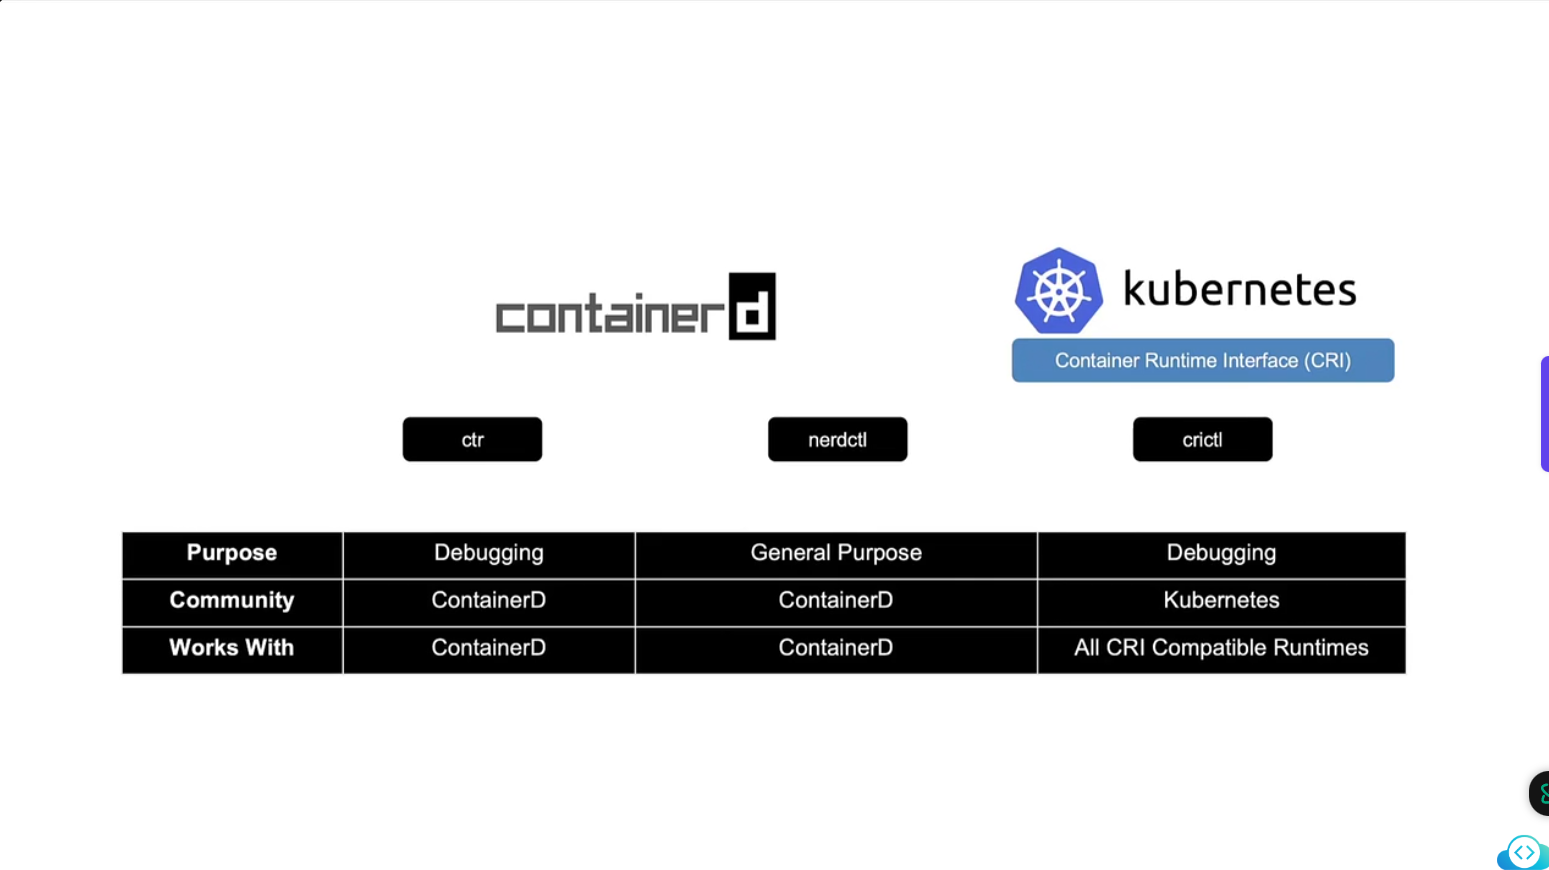 containerd
kubernetes
Container Runtime Interface (CRI)
ctr
nerdctl
crictl
Purpose Debugging General Purpose Debugging
Community ContainerD ContainerD Kubernetes
Works With ContainerD ContainerD All CRI Compatible Runtimes